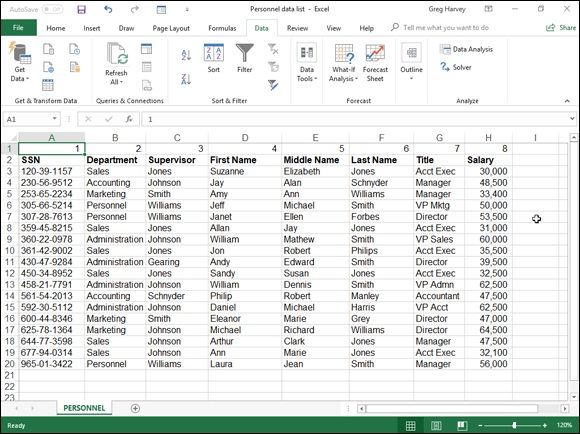 AutoSave Off Personnel data list - Excel Greg Harvey
File Home Insert Draw Page Layout Formulas Data Review View Help Search Share
Get Data Refresh All Sort Filter Data Tools What-If Analysis Forecast Sheet Outline Data Analysis Solver
Get & Transform Data Queries & Connections Sort & Filter Forecast Analyze
A1 fx 1
A B C D E F G H I
1 1 2 3 4 5 6 7 8
2 SSN Department Supervisor First Name Middle Name Last Name Title Salary
3 120-39-1157 Sales Jones Suzanne Elizabeth Jones Acct Exec 30,000
4 230-56-9512 Accounting Johnson Jay Alan Schnyder Manager 48,500
5 253-65-2234 Marketing Smith Amy Ann Williams Manager 33,400
6 305-66-5214 Personnel Williams Jeff Michael Smith VP Mktg 50,000
7 307-28-7613 Personnel Williams Janet Ellen Forbes Director 53,500
8 359-45-8215 Sales Jones Allan Jay Jones Acct Exec 31,000
9 360-22-0978 Administration Johnson William Mathew Smith VP Sales 60,000
10 361-42-9002 Sales Jones Jon Robert Philips Acct Exec 35,500
11 430-47-9284 Administration Gearing Andy Edward Smith Director 39,500
12 450-34-8952 Sales Jones Sandy Susan Jones Acct Exec 32,500
13 458-21-7791 Administration Johnson William Dennis Smith VP Admn 62,500
14 561-54-2013 Accounting Schnyder Philip Robert Manley Accountant 47,500
15 592-30-5112 Administration Johnson Daniel Michael Harris VP Acct 62,500
16 600-44-8346 Marketing Smith Eleanor Marie Grey Director 47,000
17 625-78-1364 Marketing Johnson Michael Richard Williams Director 64,500
18 644-77-3598 Sales Johnson Arthur Clark Jones Manager 47,500
19 677-94-0314 Sales Johnson Ann Marie Jones Acct Exec 32,100
20 965-01-3422 Personnel Williams Laura Jean Smith Manager 56,000
21
22
23
PERSONNEL
Ready 120%